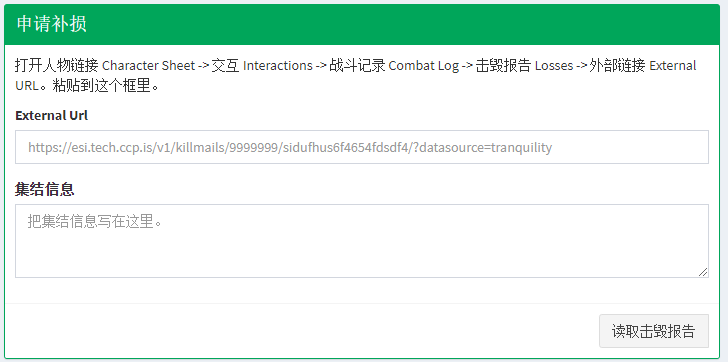 申请补损
打开人物链接 Character Sheet -> 交互 Interactions -> 战斗记录 Combat Log -> 击毁报告 Losses -> 外部链接 External
URL。粘贴到这个框里。
External Url
https://esi.tech.ccp.is/v1/killmails/9999999/sidufhus6f4654fdsdf4/?datasource=tranquility
集结信息
把集结信息写在这里。
读取击毁报告